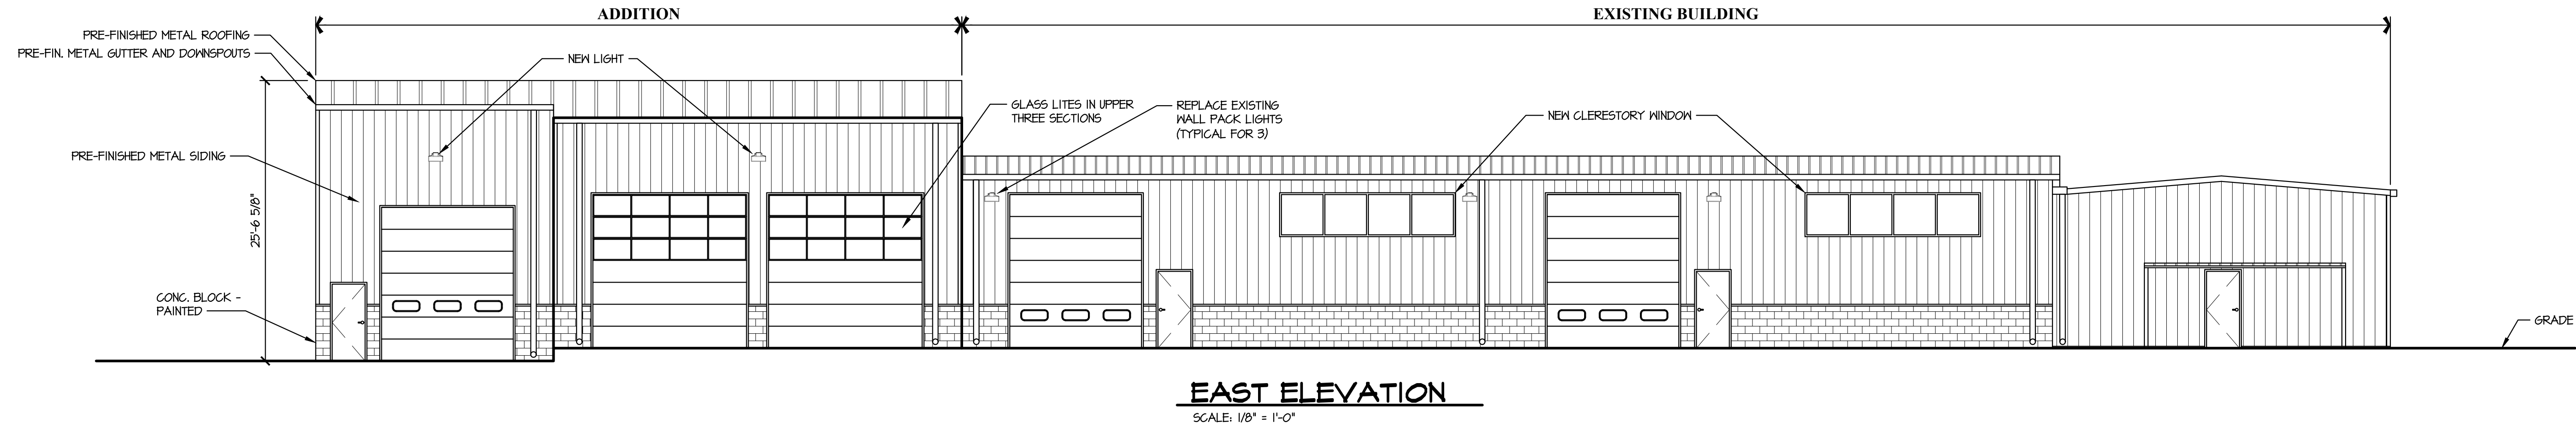 ADDITION
EXISTING BUILDING
PRE-FINISHED METAL ROOFING
PRE-FIN. METAL GUTTER AND DOWNSPOUTS
NEW LIGHT
GLASS LITES IN UPPER
THREE SECTIONS
REPLACE EXISTING
WALL PACK LIGHTS
(TYPICAL FOR 3)
NEW CLERESTORY WINDOW
PRE-FINISHED METAL SIDING
25'-6 5/8"
CONC. BLOCK -
PAINTED
GRADE
EAST ELEVATION
SCALE: 1/8" = 1'-0"